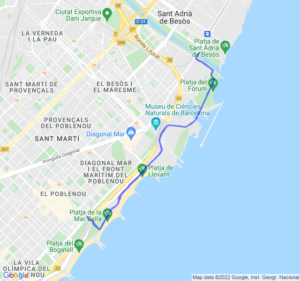 Ciutat Esportiva
Dani Jarque
Sant Adrià
de Besòs
LA VERNEDA
I LA PAU
C-31
Ronda Litoral
Platja de
Sant Adrià
de Besòs
SANT MARTÍ DE
PROVENÇALS
EL BESÒS I
EL MARESME
Platja del
Fòrum
Museu de Ciències
Naturals de Barcelona
PROVENÇALS
DEL POBLENOU
Diagonal Mar
SANT MARTÍ
Avinguda Diagonal
DIAGONAL MAR
I EL FRONT
MARÍTIM DEL
POBLENOU
Platja de
Llevant
EL POBLENOU
Platja de la
Mar Bella
Platja del
Bogatell
LA VILA
OLÍMPICA DEL
Google
Map data ©2022 Google, Inst. Geogr. Nacional